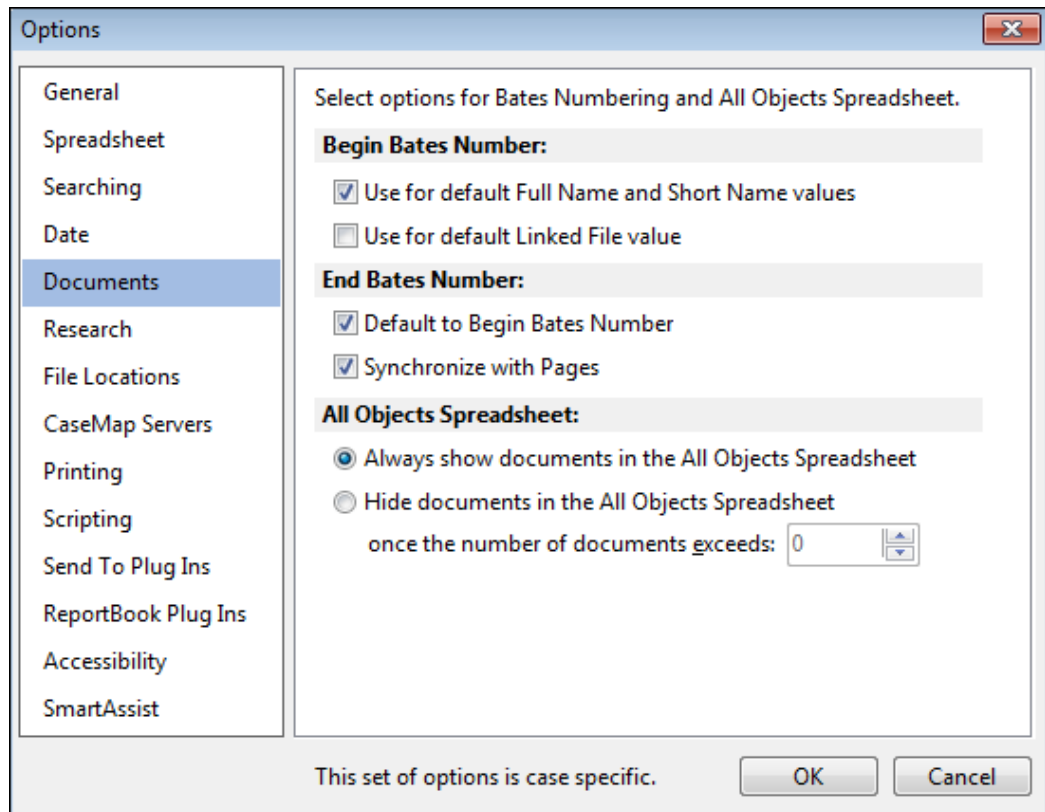 Options
General
Spreadsheet
Searching
Date
Documents
Research
File Locations
CaseMap Servers
Printing
Scripting
Send To Plug Ins
ReportBook Plug Ins
Accessibility
SmartAssist
Select options for Bates Numbering and All Objects Spreadsheet.
Begin Bates Number:
Use for default Full Name and Short Name values
Use for default Linked File value
End Bates Number:
Default to Begin Bates Number
Synchronize with Pages
All Objects Spreadsheet:
Always show documents in the All Objects Spreadsheet
Hide documents in the All Objects Spreadsheet
once the number of documents exceeds: 0
This set of options is case specific.
OK
Cancel